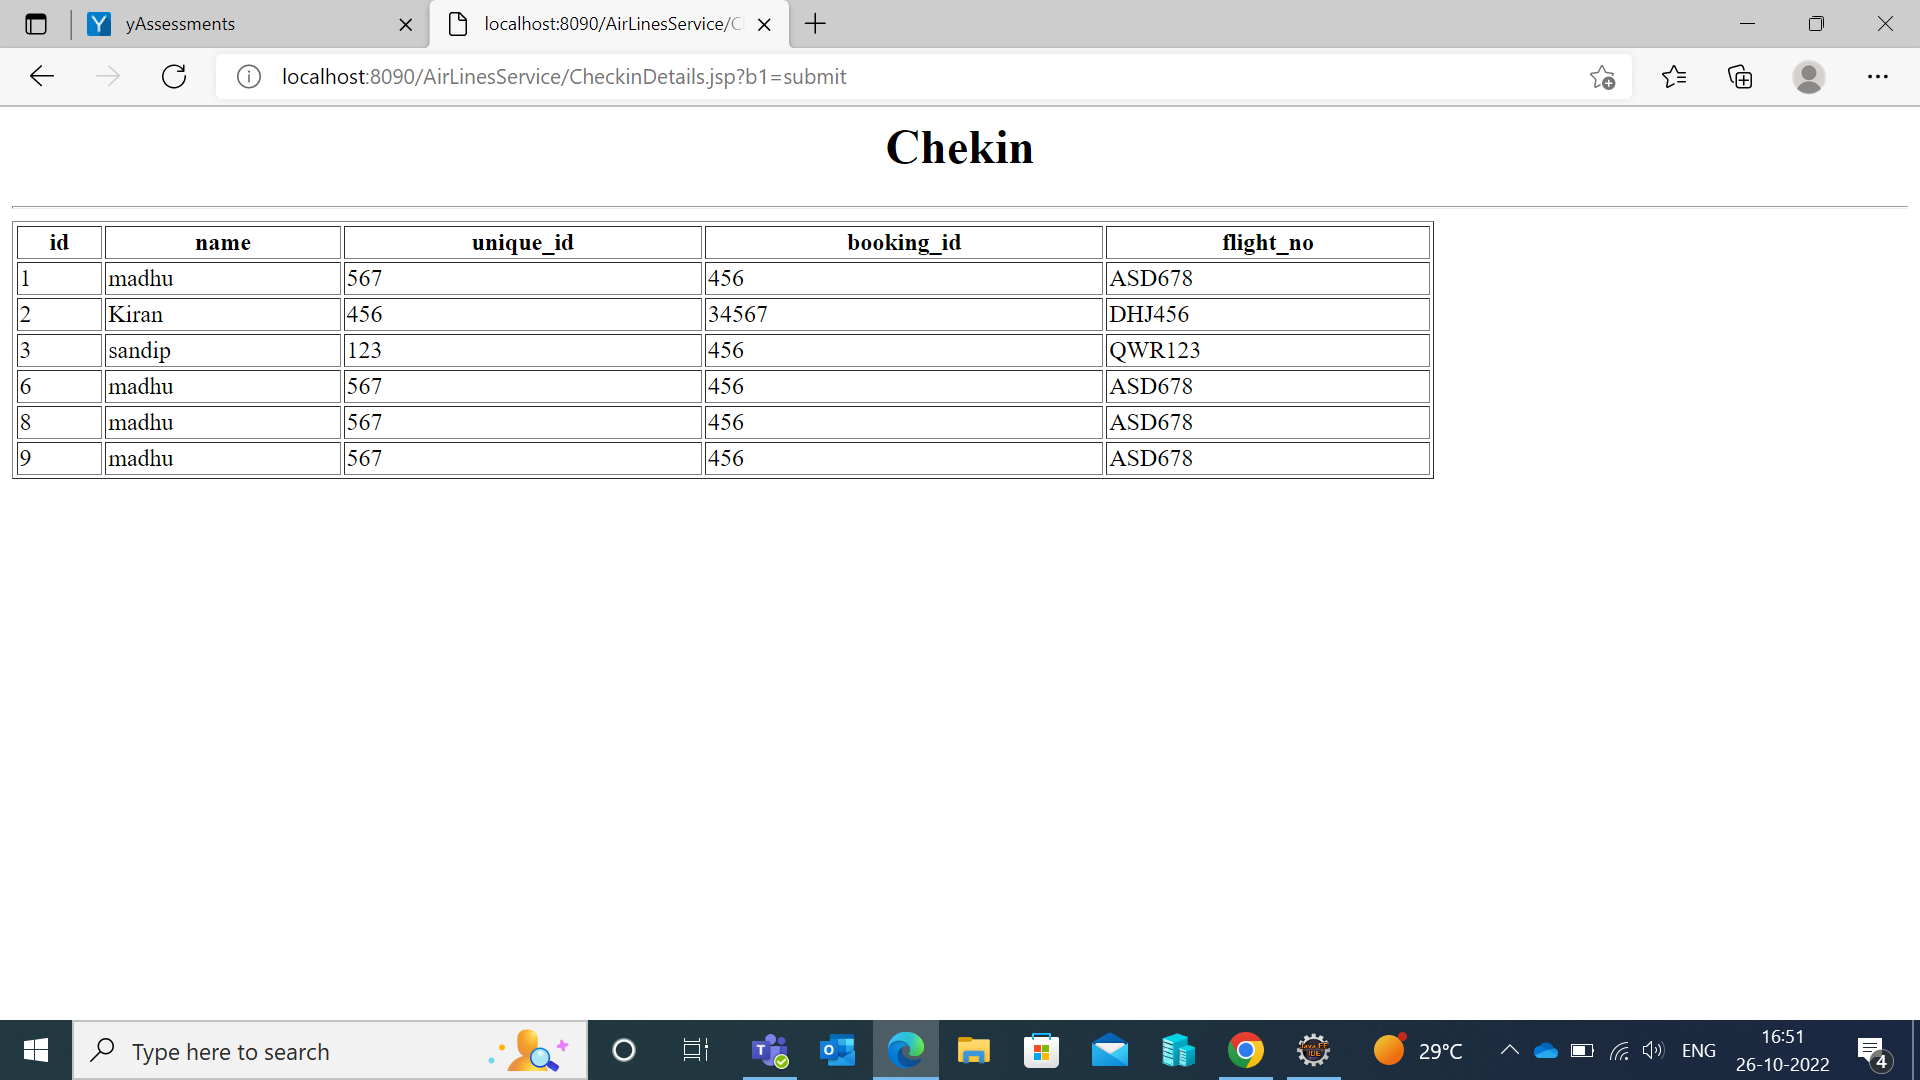 Y yAssessments localhost:8090/AirLinesService/C
localhost:8090/AirLinesService/CheckinDetails.jsp?b1=submit
Chekin
id name unique_id booking_id flight_no
1 madhu 567 456 ASD678
2 Kiran 456 34567 DHJ456
3 sandip 123 456 QWR123
6 madhu 567 456 ASD678
8 madhu 567 456 ASD678
9 madhu 567 456 ASD678
Type here to search 29°C ENG 16:51
26-10-2022 4